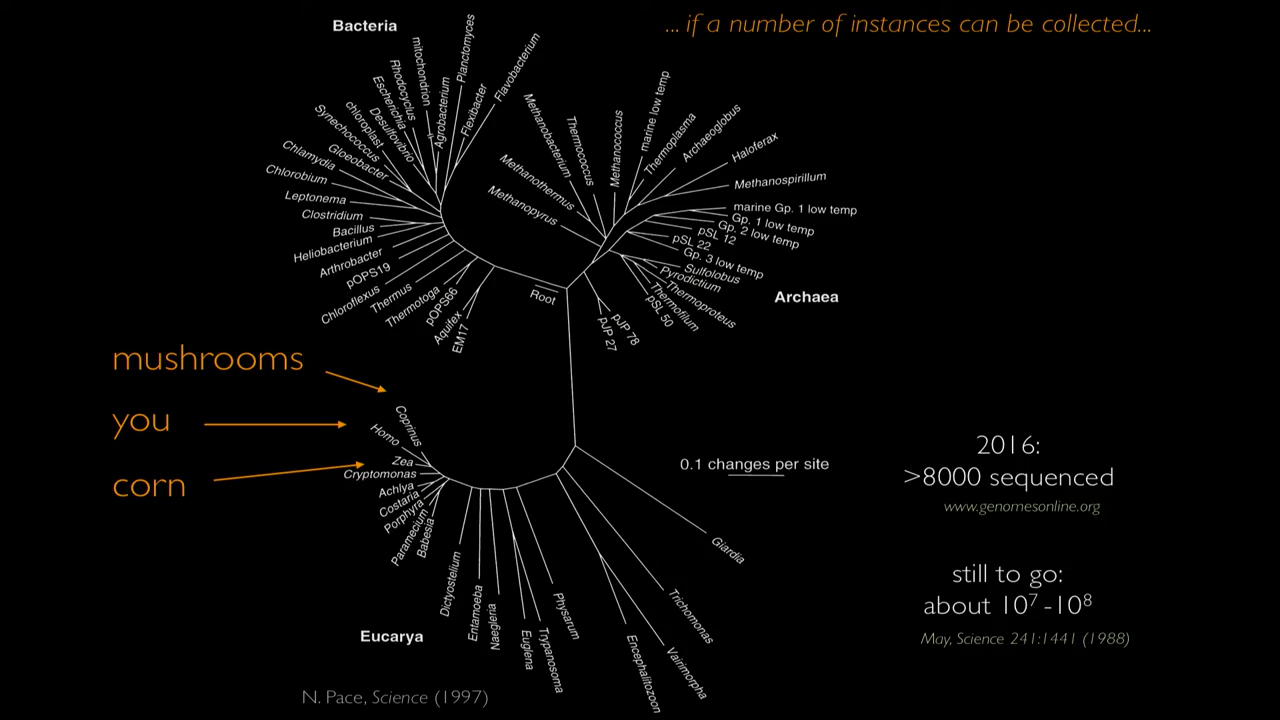 ... if a number of instances can be collected...
Bacteria
mitochondrion
Rhodocyclus
Escherichia
Desulfovibrio
chloroplast
Synechococcus
Gloeobacter
Chlamydia
Chlorobium
Leptonema
Clostridium
Bacillus
Heliobacterium
Arthrobacter
pOPS19
Chloroflexus
Thermus
Thermotoga
pOPS66
Aquifex
EM17
Agrobacterium
Planctomyces
Flexibacter
Flavobacterium
Root
Methanobacterium
Thermococcus
Methanothermus
Methanopyrus
Methanococcus
marine low temp
Thermoplasma
Archaeoglobus
Haloferax
Methanospirillum
marine Gp. 1 low temp
Gp. 1 low temp
Gp. 2 low temp
pSL 12
pSL 22
Gp. 3 low temp
Sulfolobus
Pyrodictium
Thermoproteus
Thermofilum
pSL 50
pJP 78
pJP 27
Archaea
mushrooms
you
corn
Coprinus
Homo
Zea
Cryptomonas
Achlya
Costaria
Porphyra
Paramecium
Babesia
Dictyostelium
Entamoeba
Naegleria
Euglena
Trypanosoma
Physarum
Encephalitozoon
Vairimorpha
Trichomonas
Giardia
Eucarya
0.1 changes per site
2016:
>8000 sequenced
www.genomesonline.org
still to go:
about 10⁷ -10⁸
May, Science 241:1441 (1988)
N. Pace, Science (1997)